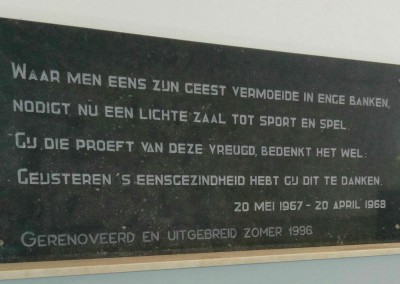 WAAR MEN EENS ZIJN GEEST VERMOEIDE IN ENGE BANKEN,
NODIGT NU EEN LICHTE ZAAL TOT SPORT EN SPEL.
GIJ, DIE PROEFT VAN DEZE VREUGD, BEDENKT HET WEL:
GEIJSTEREN 'S EENSGEZINDHEID HEBT GIJ DIT TE DANKEN.
20 MEI 1967 - 20 APRIL 1968
GERENOVEERD EN UITGEBREID ZOMER 1996